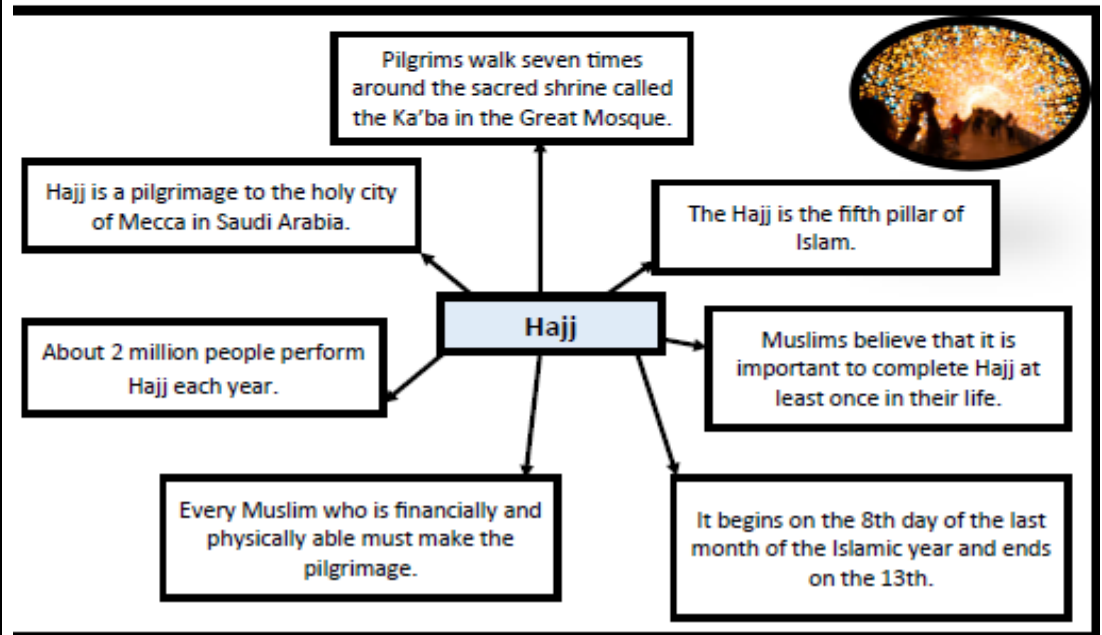 Pilgrims walk seven times
around the sacred shrine called
the Ka'ba in the Great Mosque.
Hajj is a pilgrimage to the holy city
of Mecca in Saudi Arabia.
The Hajj is the fifth pillar of
Islam.
Hajj
About 2 million people perform
Hajj each year.
Muslims believe that it is
important to complete Hajj at
least once in their life.
Every Muslim who is financially and
physically able must make the
pilgrimage.
It begins on the 8th day of the last
month of the Islamic year and ends
on the 13th.